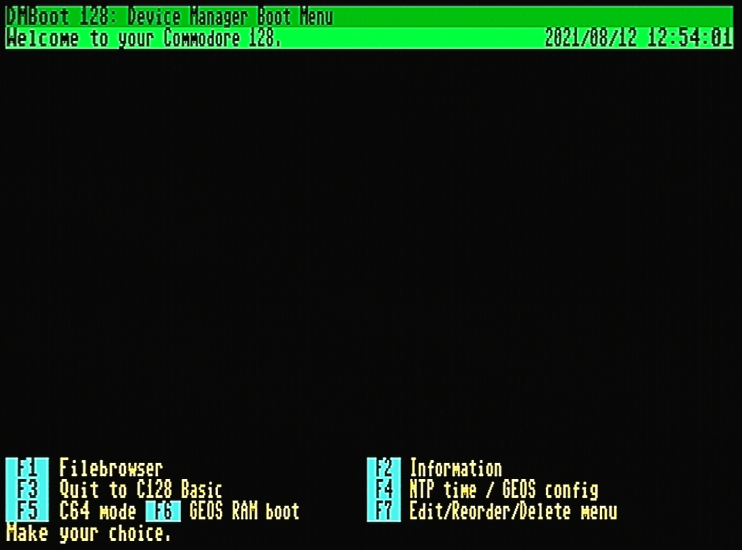 DMBoot 128: Device Manager Boot Menu
Welcome to your Commodore 128. 2021/08/12 12:54:01
F1 Filebrowser F2 Information
F3 Quit to C128 Basic F4 NTP time / GEOS config
F5 C64 mode F6 GEOS RAM boot F7 Edit/Reorder/Delete menu
Make your choice.